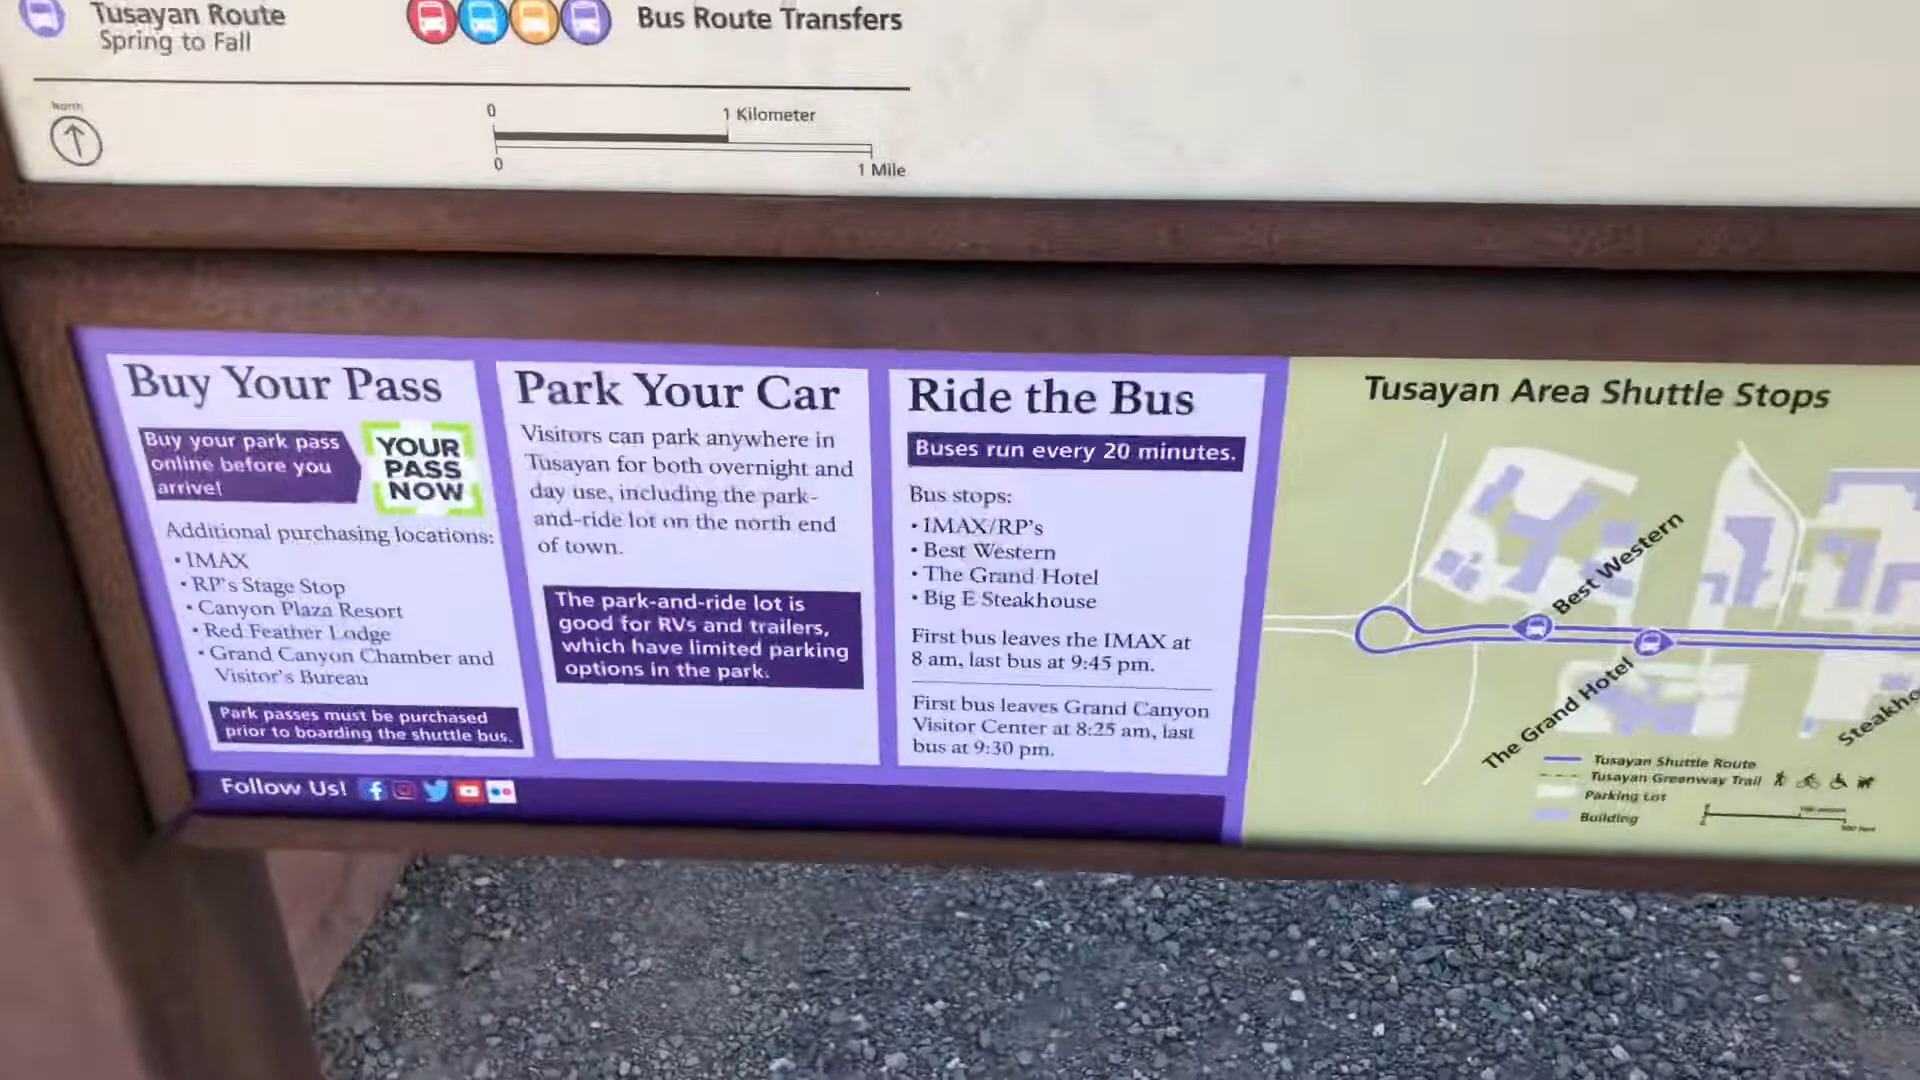 Tusayan Route
Spring to Fall
Bus Route Transfers
North
0
1 Kilometer
0
1 Mile
Buy Your Pass
Buy your park pass
online before you
arrive!
YOUR
PASS
NOW
Additional purchasing locations:
• IMAX
• RP's Stage Stop
• Canyon Plaza Resort
• Red Feather Lodge
• Grand Canyon Chamber and
Visitor's Bureau
Park passes must be purchased
prior to boarding the shuttle bus.
Follow Us!
Park Your Car
Visitors can park anywhere in
Tusayan for both overnight and
day use, including the park-
and-ride lot on the north end
of town.
The park-and-ride lot is
good for RVs and trailers,
which have limited parking
options in the park.
Ride the Bus
Buses run every 20 minutes.
Bus stops:
• IMAX/RP's
• Best Western
• The Grand Hotel
• Big E Steakhouse
First bus leaves the IMAX at
8 am, last bus at 9:45 pm.
First bus leaves Grand Canyon
Visitor Center at 8:25 am, last
bus at 9:30 pm.
Tusayan Area Shuttle Stops
Best Western
The Grand Hotel
Steakho
Tusayan Shuttle Route
Tusayan Greenway Trail
Parking Lot
Building